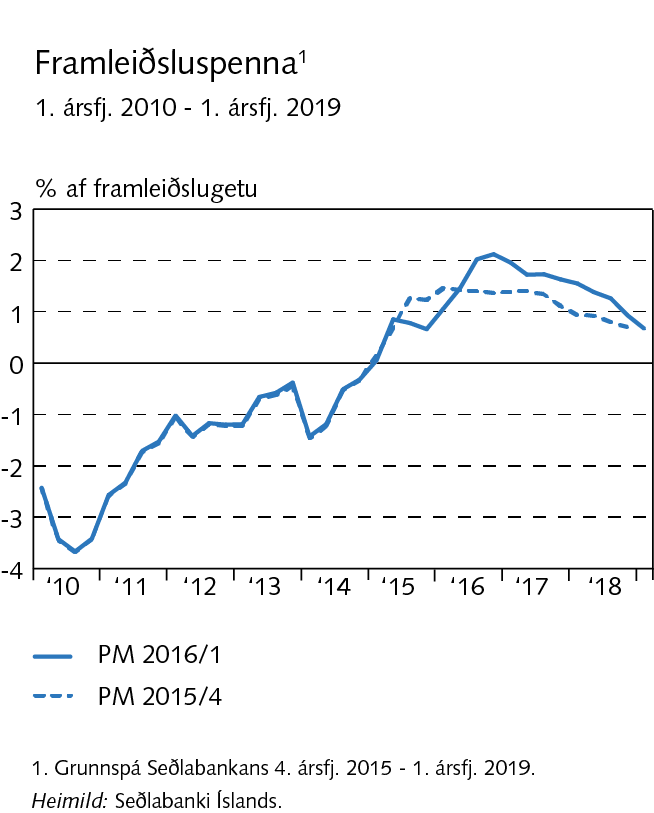 Framleiðsluspenna¹
1. ársfj. 2010 - 1. ársfj. 2019
% af framleiðslugetu
3
2
1
0
-1
-2
-3
-4
‘10 ‘11 ‘12 ‘13 ‘14 ‘15 ‘16 ‘17 ‘18
PM 2016/1
PM 2015/4
1. Grunnspá Seðlabankans 4. ársfj. 2015 - 1. ársfj. 2019.
Heimild: Seðlabanki Íslands.